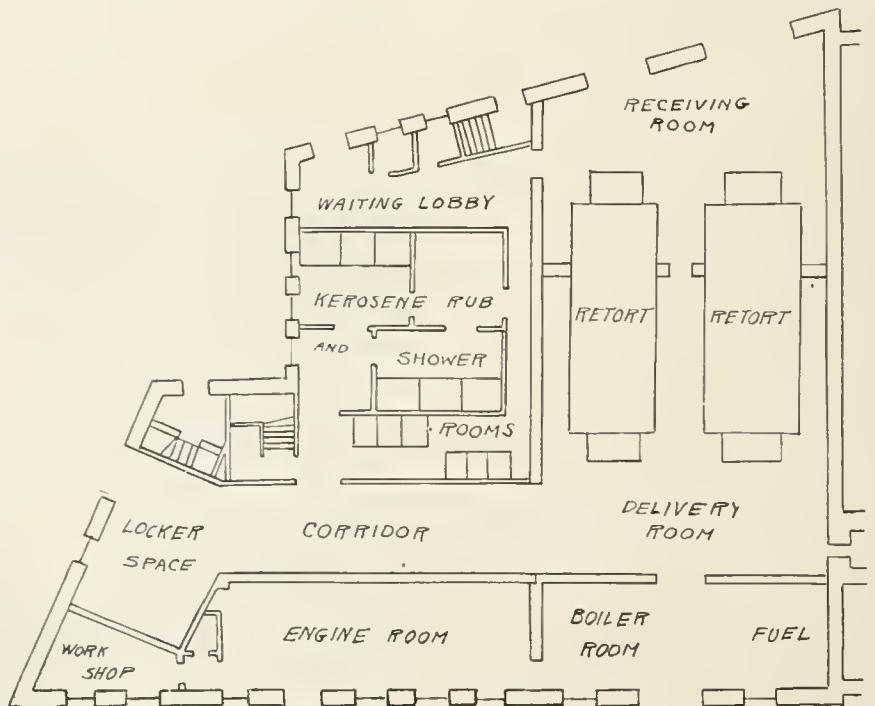 RECEIVING
ROOM
WAITING LOBBY
KEROSENE RUB
AND
SHOWER
ROOMS
RETORT
RETORT
DELIVERY
ROOM
LOCKER
SPACE
CORRIDOR
ENGINE ROOM
BOILER
ROOM
FUEL
WORK
SHOP